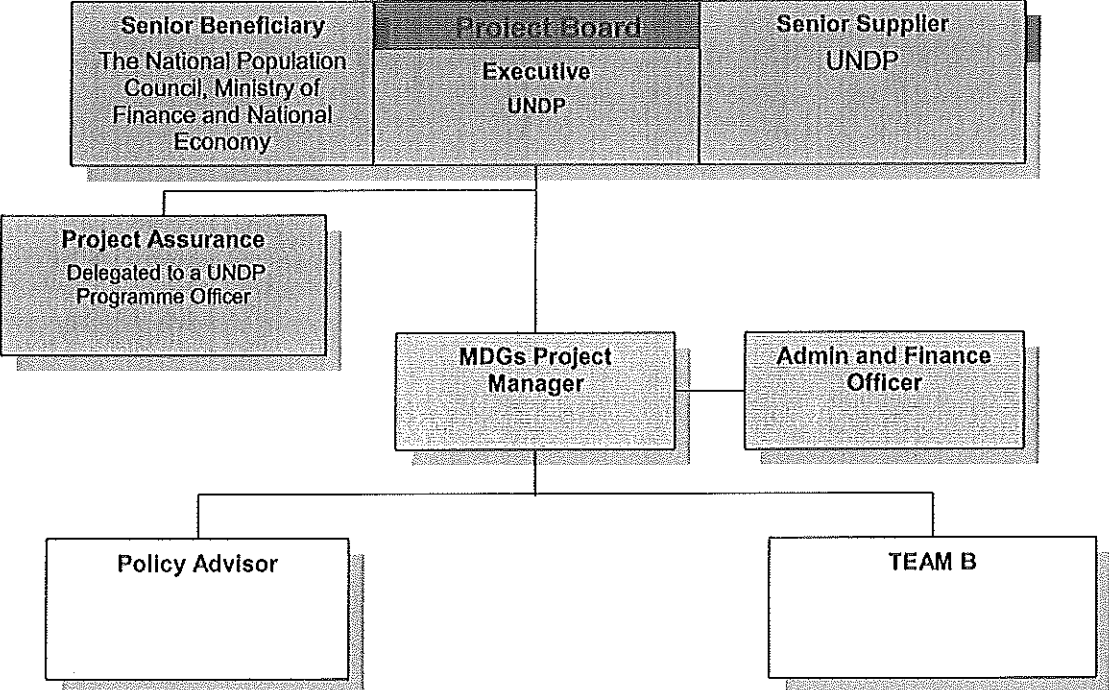 Project Board
Senior Beneficiary
The National Population
Council, Ministry of
Finance and National
Economy
Executive
UNDP
Senior Supplier
UNDP
Project Assurance
Delegated to a UNDP
Programme Officer
MDGs Project
Manager
Admin and Finance
Officer
Policy Advisor
TEAM B